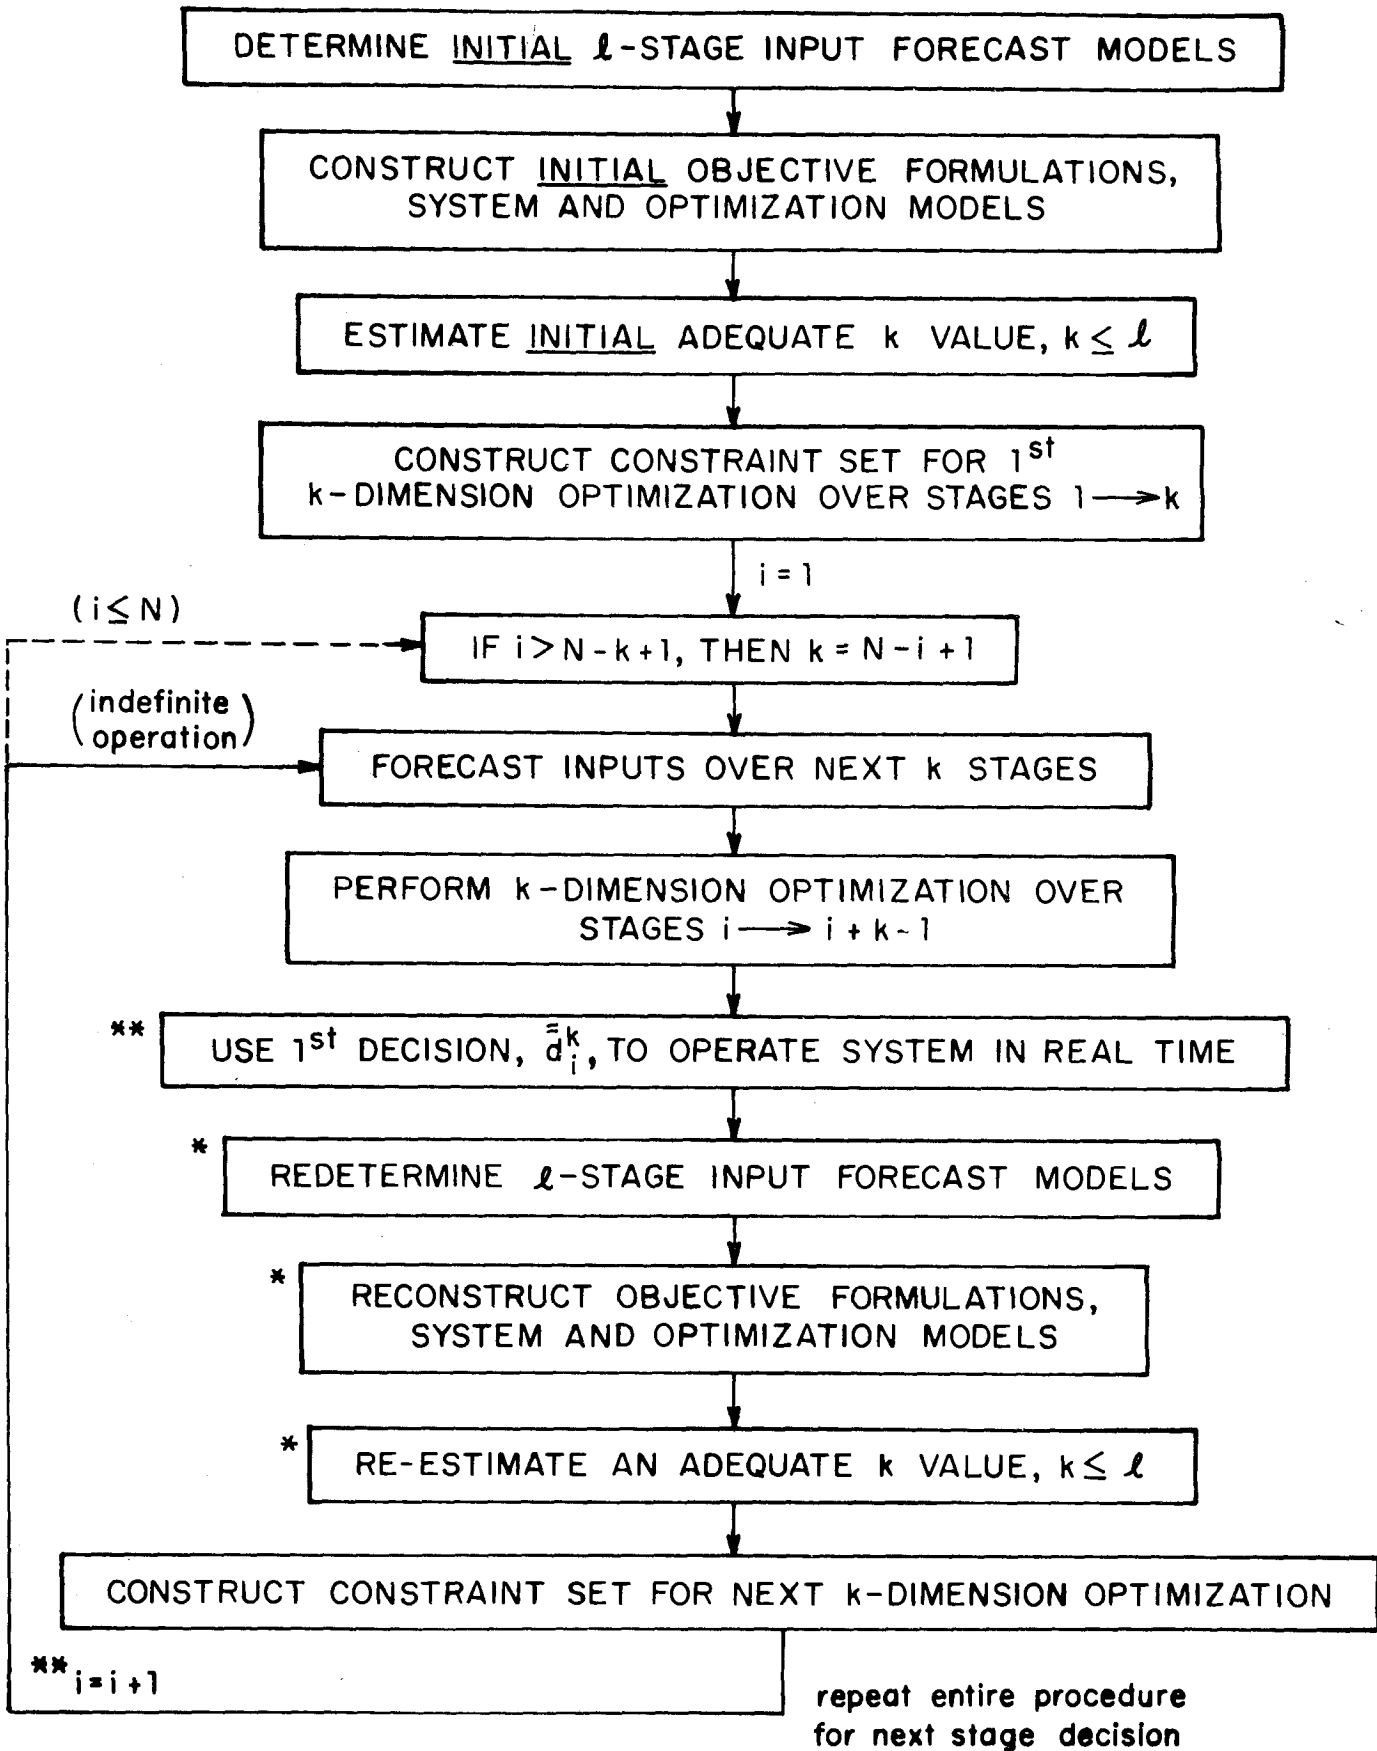 DETERMINE INITIAL ℓ-STAGE INPUT FORECAST MODELS
CONSTRUCT INITIAL OBJECTIVE FORMULATIONS,
SYSTEM AND OPTIMIZATION MODELS
ESTIMATE INITIAL ADEQUATE k VALUE, k ≤ ℓ
CONSTRUCT CONSTRAINT SET FOR 1st
k-DIMENSION OPTIMIZATION OVER STAGES 1 → k
i = 1
(i ≤ N)
IF i > N-k+1, THEN k = N-i+1
(indefinite
operation)
FORECAST INPUTS OVER NEXT k STAGES
PERFORM k-DIMENSION OPTIMIZATION OVER
STAGES i → i+k-1
** USE 1st DECISION, d̿ᵢᵏ, TO OPERATE SYSTEM IN REAL TIME
* REDETERMINE ℓ-STAGE INPUT FORECAST MODELS
* RECONSTRUCT OBJECTIVE FORMULATIONS,
SYSTEM AND OPTIMIZATION MODELS
* RE-ESTIMATE AN ADEQUATE k VALUE, k ≤ ℓ
CONSTRUCT CONSTRAINT SET FOR NEXT k-DIMENSION OPTIMIZATION
** i = i+1
repeat entire procedure
for next stage decision